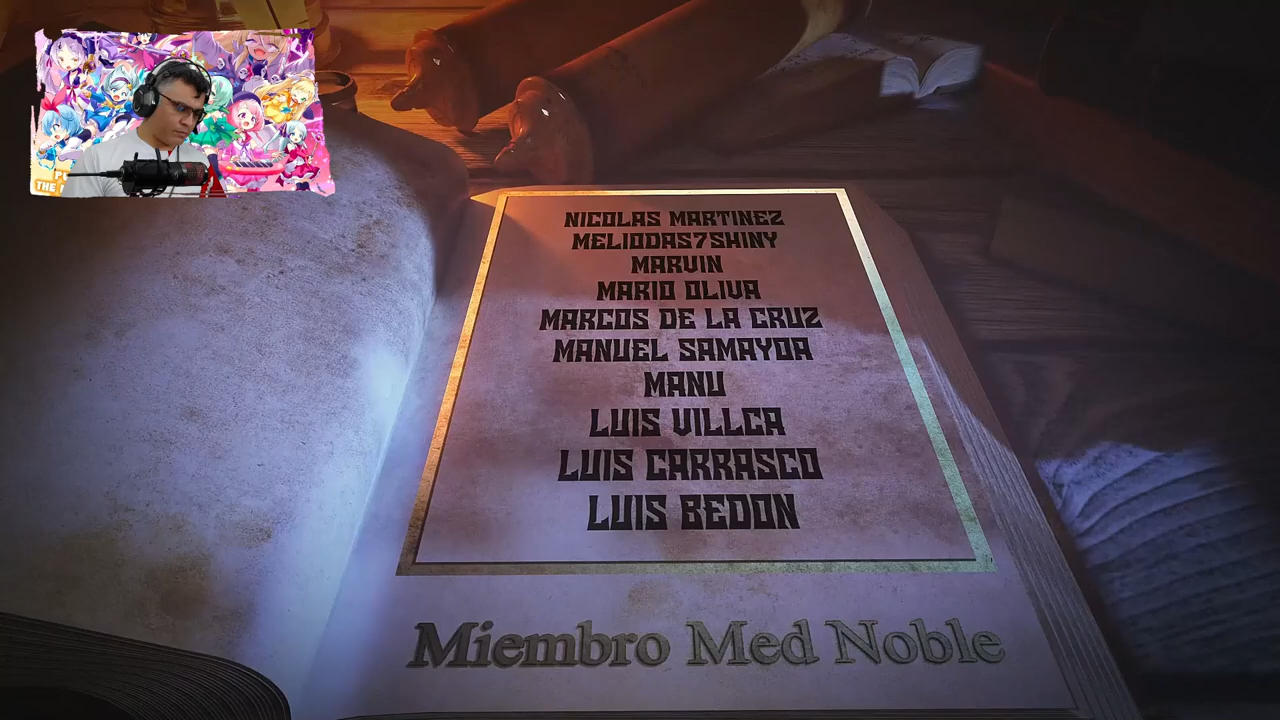 NICOLAS MARTINEZ
MELIODAS7SHINY
MARVIN
MARIO OLIVA
MARCOS DE LA CRUZ
MANUEL SAMAYOA
MANU
LUIS VILLCA
LUIS CARRASCO
LUIS BEDON
Miembro Med Noble